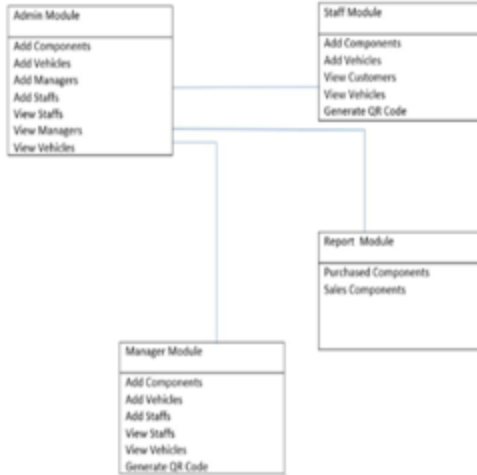 Admin Module
Add Components
Add Vehicles
Add Managers
Add Staffs
View Staffs
View Managers
View Vehicles
Staff Module
Add Components
Add Vehicles
View Customers
View Vehicles
Generate QR Code
Report Module
Purchased Components
Sales Components
Manager Module
Add Components
Add Vehicles
Add Staffs
View Staffs
View Vehicles
Generate QR Code